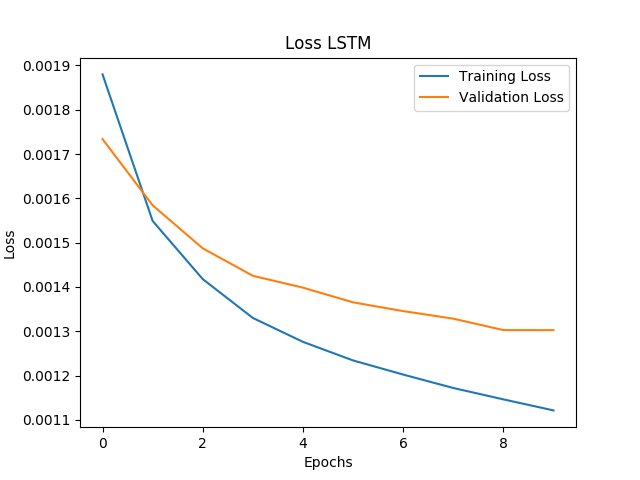 Loss LSTM
Training Loss
Validation Loss
0.0019
0.0018
0.0017
0.0016
0.0015
0.0014
0.0013
0.0012
0.0011
Loss
0 2 4 6 8
Epochs